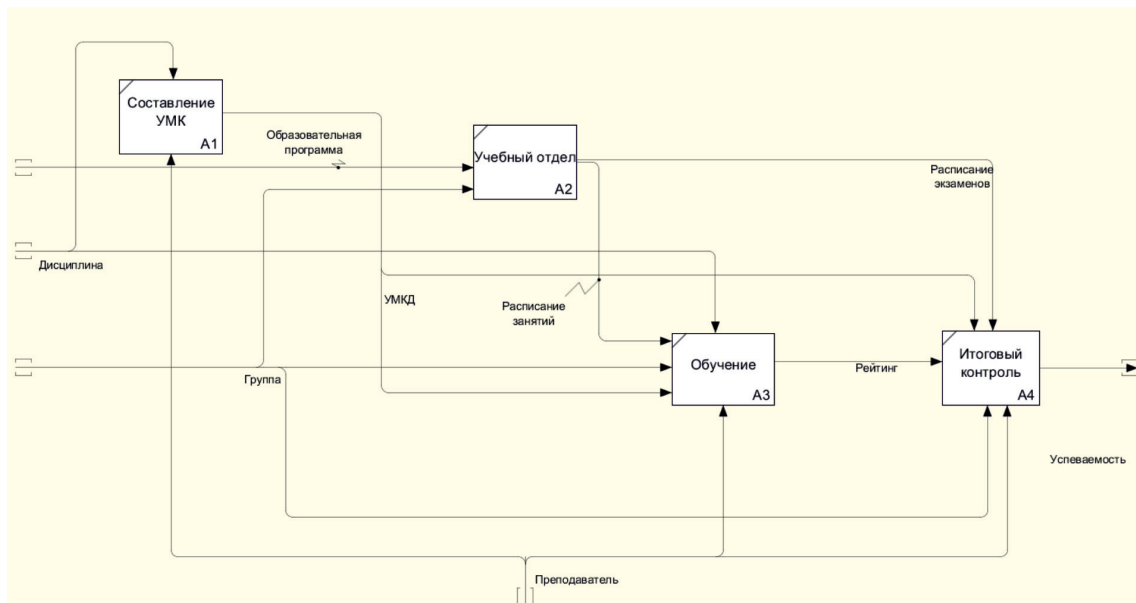 Составление
УМК
A1
Образовательная
программа
Учебный отдел
A2
Расписание
экзаменов
Дисциплина
УМКД
Расписание
занятий
Группа
Обучение
A3
Рейтинг
Итоговый
контроль
A4
Успеваемость
Преподаватель